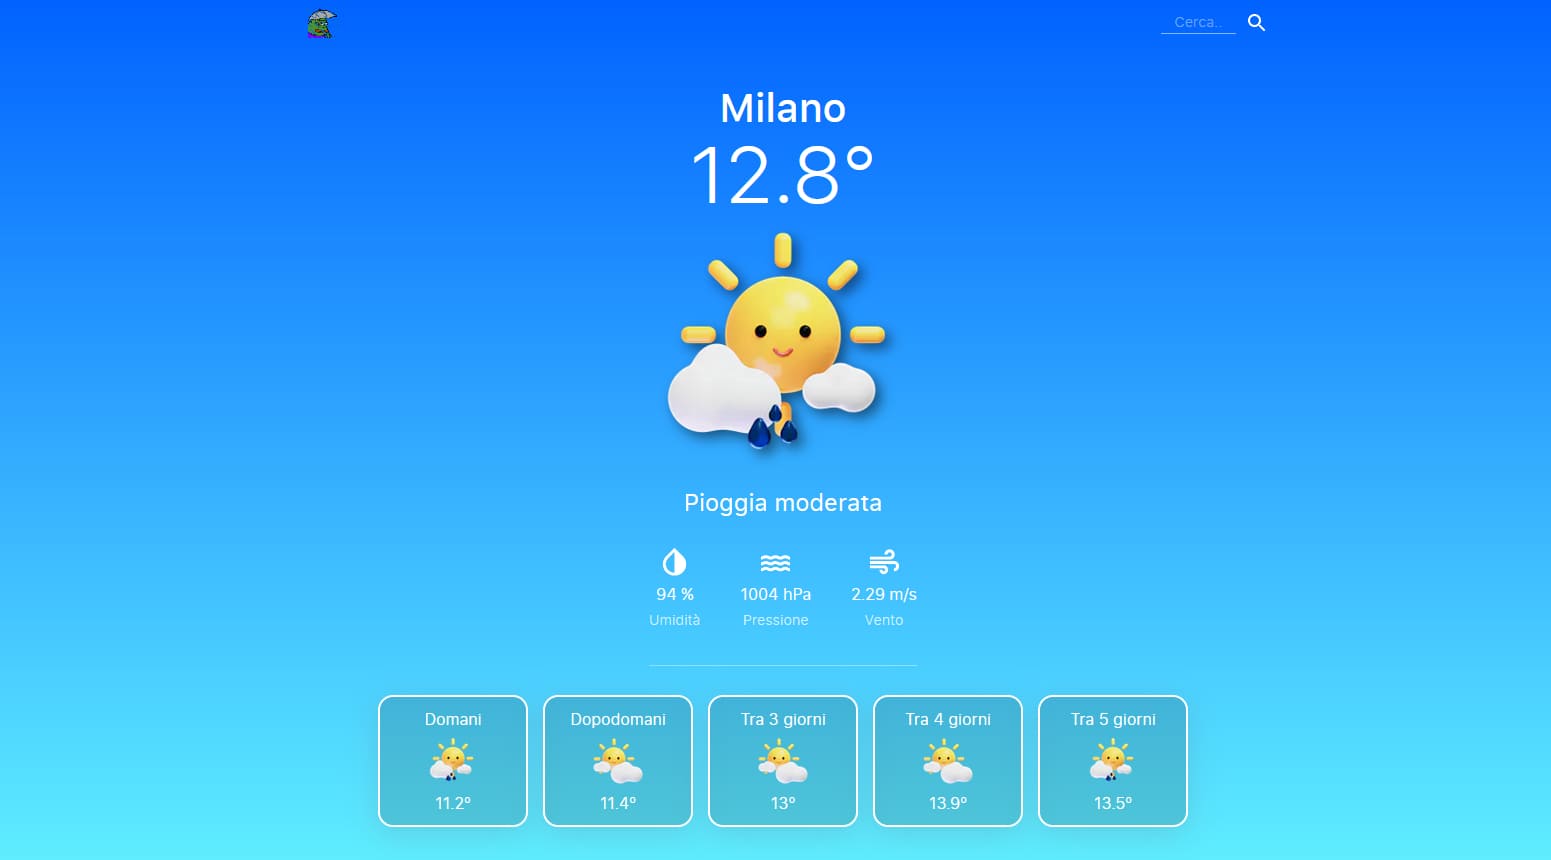 Cerca..
Milano
12.8°
Pioggia moderata
94 % 1004 hPa 2.29 m/s
Umidità Pressione Vento
Domani Dopodomani Tra 3 giorni Tra 4 giorni Tra 5 giorni
11.2° 11.4° 13° 13.9° 13.5°